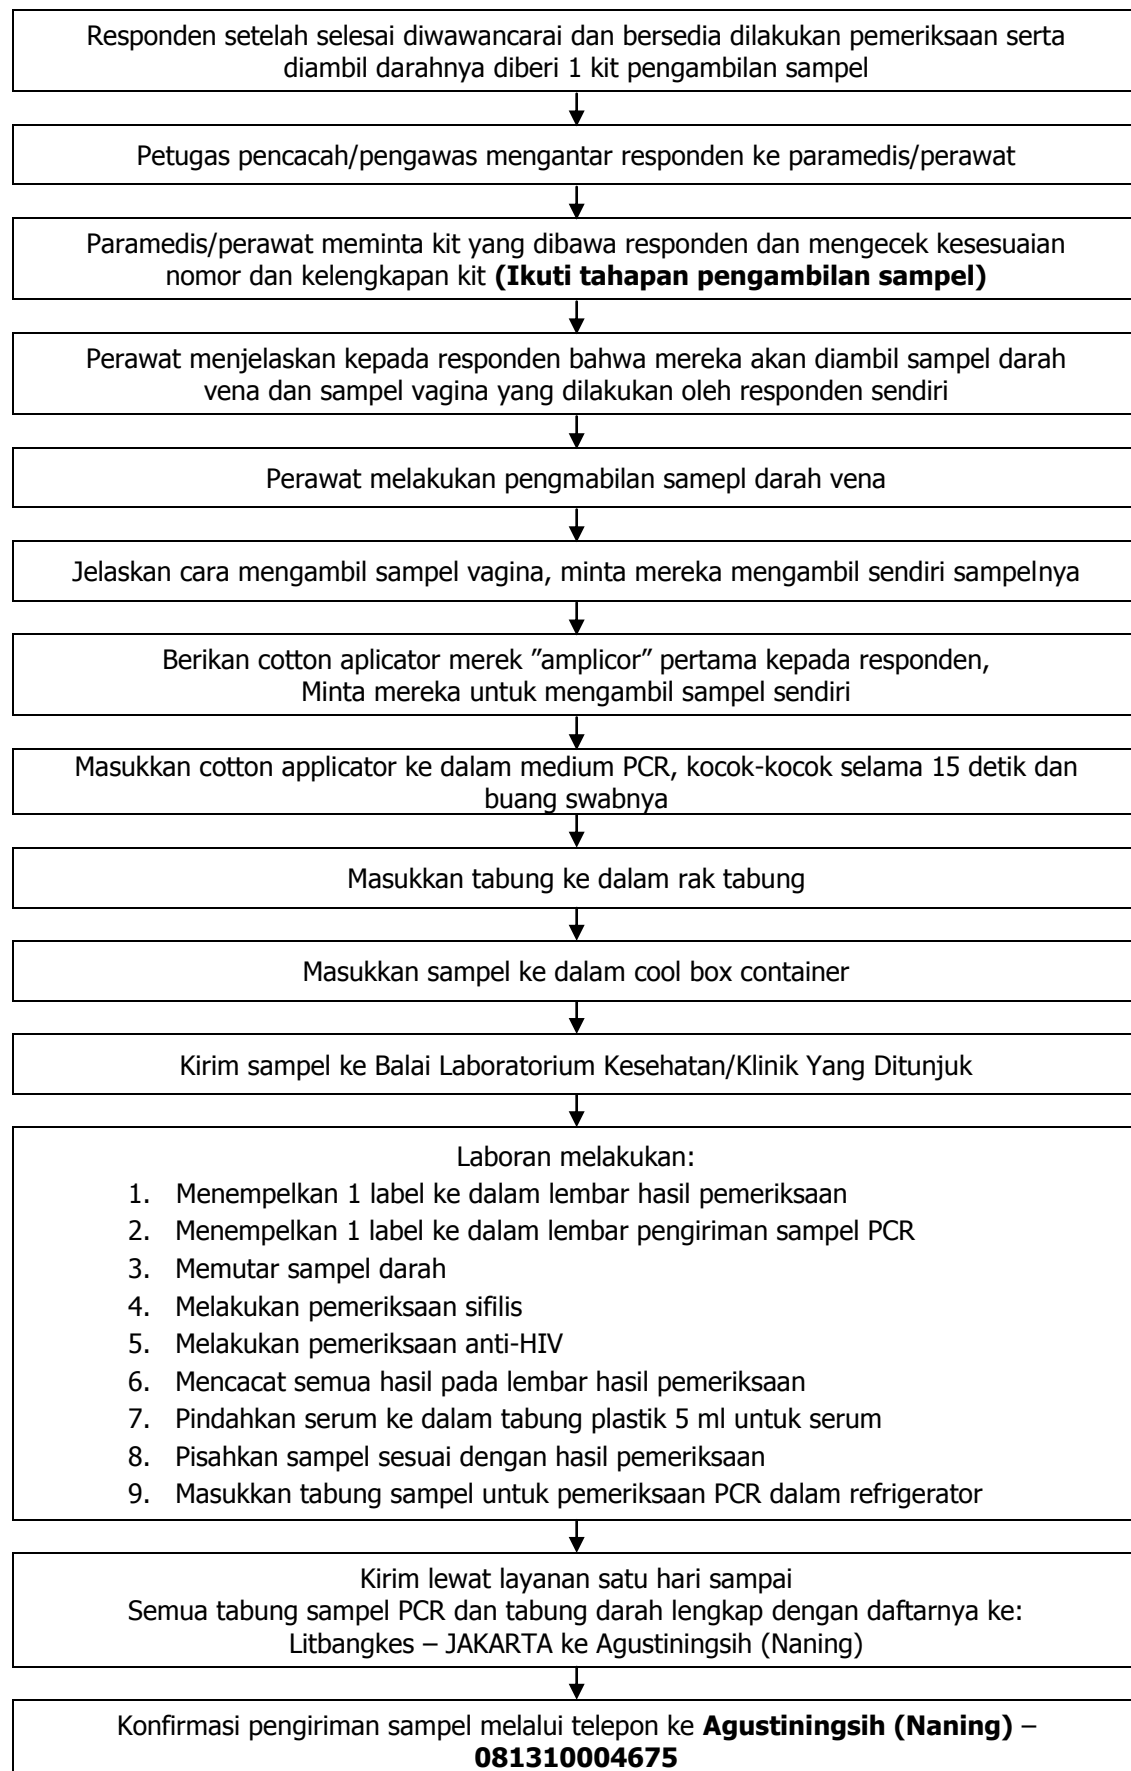 Responden setelah selesai diwawancarai dan bersedia dilakukan pemeriksaan serta
diambil darahnya diberi 1 kit pengambilan sampel
Petugas pencacah/pengawas mengantar responden ke paramedis/perawat
Paramedis/perawat meminta kit yang dibawa responden dan mengecek kesesuaian
nomor dan kelengkapan kit (Ikuti tahapan pengambilan sampel)
Perawat menjelaskan kepada responden bahwa mereka akan diambil sampel darah
vena dan sampel vagina yang dilakukan oleh responden sendiri
Perawat melakukan pengmabilan samepl darah vena
Jelaskan cara mengambil sampel vagina, minta mereka mengambil sendiri sampelnya
Berikan cotton aplicator merek ”amplicor” pertama kepada responden,
Minta mereka untuk mengambil sampel sendiri
Masukkan cotton applicator ke dalam medium PCR, kocok-kocok selama 15 detik dan
buang swabnya
Masukkan tabung ke dalam rak tabung
Masukkan sampel ke dalam cool box container
Kirim sampel ke Balai Laboratorium Kesehatan/Klinik Yang Ditunjuk
Laboran melakukan:
1. Menempelkan 1 label ke dalam lembar hasil pemeriksaan
2. Menempelkan 1 label ke dalam lembar pengiriman sampel PCR
3. Memutar sampel darah
4. Melakukan pemeriksaan sifilis
5. Melakukan pemeriksaan anti-HIV
6. Mencacat semua hasil pada lembar hasil pemeriksaan
7. Pindahkan serum ke dalam tabung plastik 5 ml untuk serum
8. Pisahkan sampel sesuai dengan hasil pemeriksaan
9. Masukkan tabung sampel untuk pemeriksaan PCR dalam refrigerator
Kirim lewat layanan satu hari sampai
Semua tabung sampel PCR dan tabung darah lengkap dengan daftarnya ke:
Litbangkes – JAKARTA ke Agustiningsih (Naning)
Konfirmasi pengiriman sampel melalui telepon ke Agustiningsih (Naning) –
081310004675